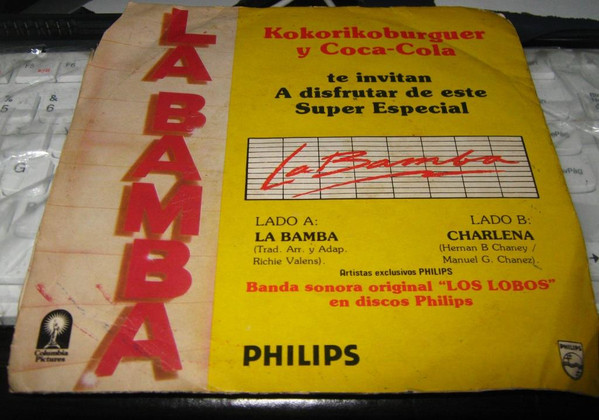 LA BAMBA
Kokorikoburguer
y Coca-Cola
te invitan
A disfrutar de este
Super Especial
La Bamba
LADO A:
LA BAMBA
(Trad. Arr. y Adap.
Richie Valens).
LADO B:
CHARLENA
(Hernan B Chaney /
Manuel G. Chanez).
Artistas exclusivos PHILIPS
Banda sonora original "LOS LOBOS"
en discos Philips
Columbia
Pictures
PHILIPS
PHILIPS